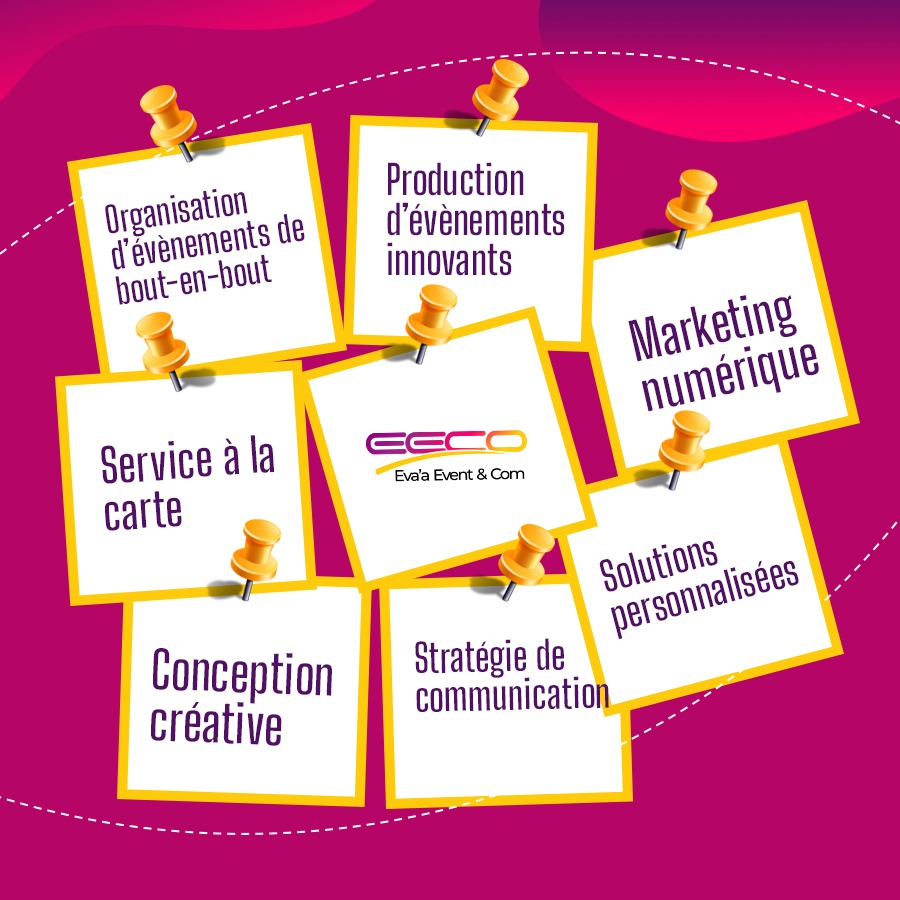 Organisation
d'évènements de
bout-en-bout
Production
d'évènements
innovants
Marketing
numérique
Service à la
carte
EECO
Eva'a Event & Com
Solutions
personnalisées
Conception
créative
Stratégie de
communication